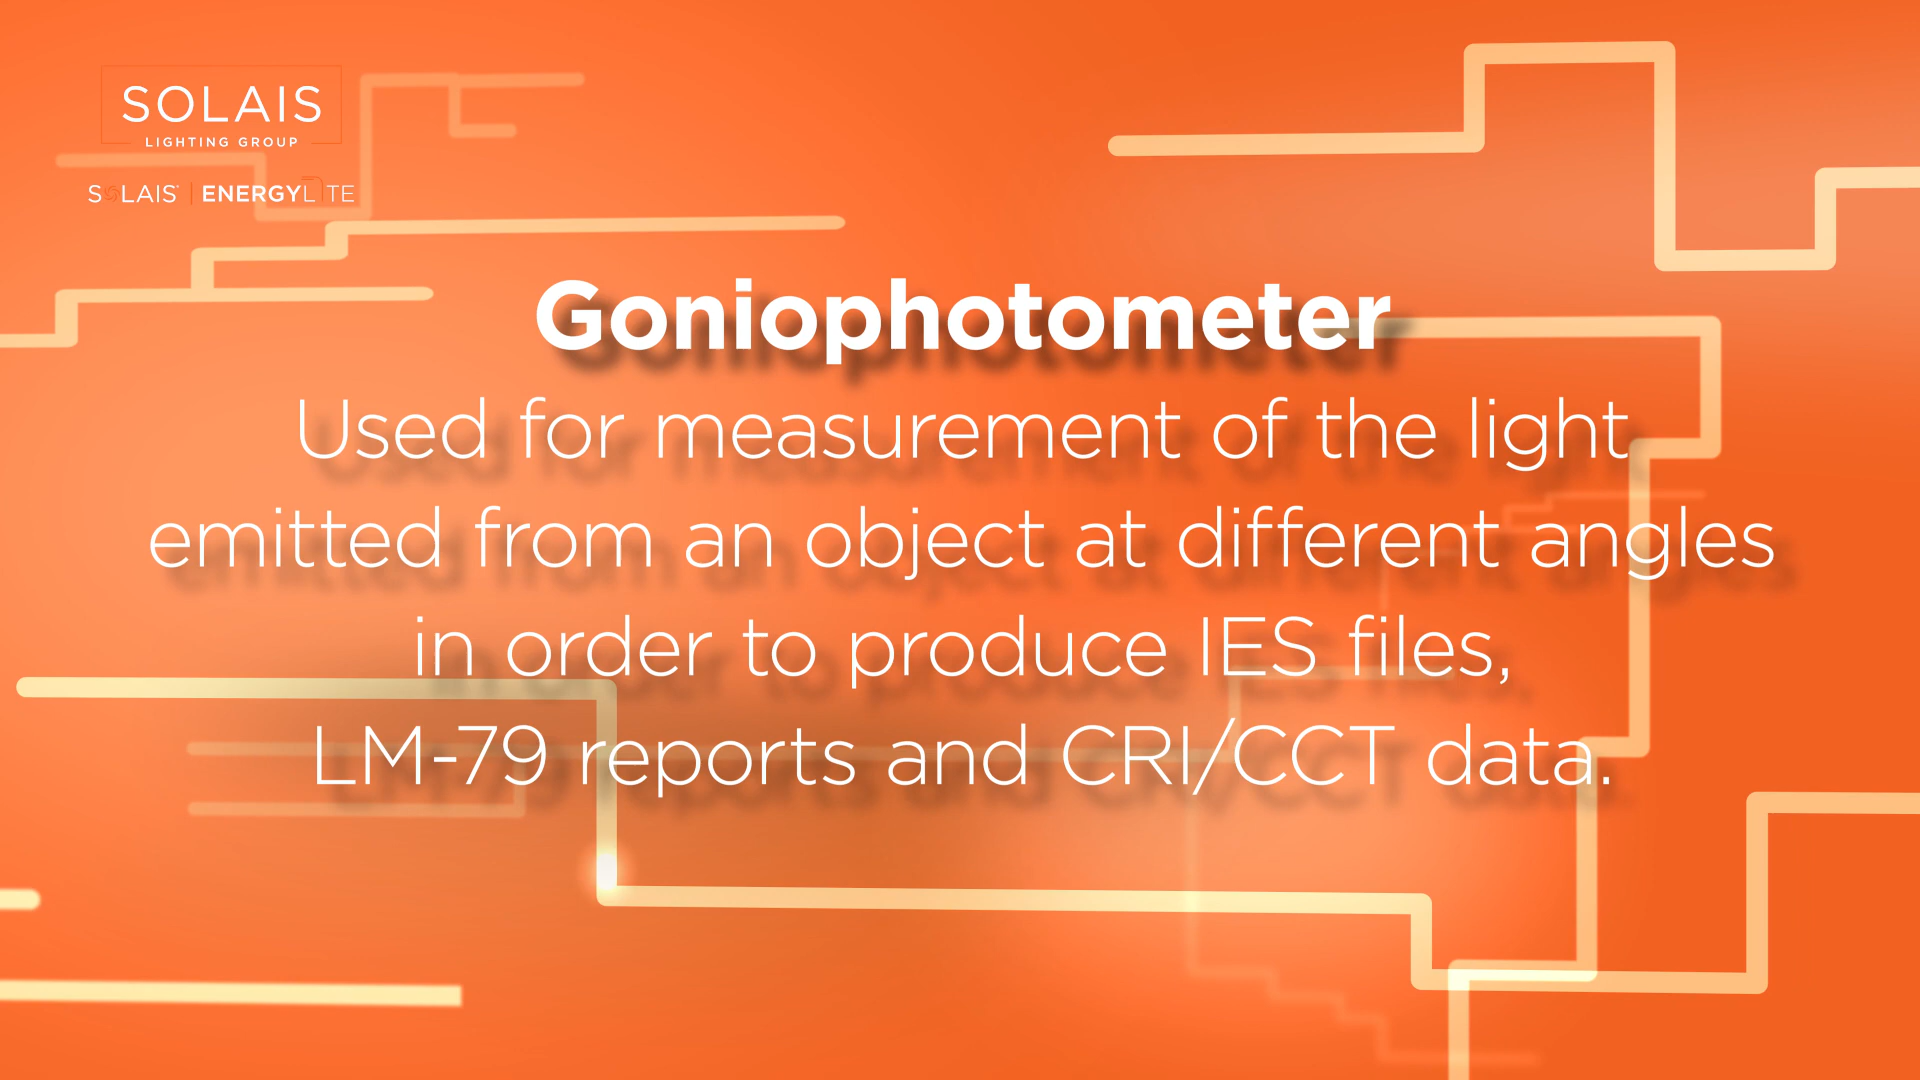 SOLAIS
LIGHTING GROUP
SOLAIS | ENERGYLITE
Goniophotometer
Used for measurement of the light
emitted from an object at different angles
in order to produce IES files,
LM-79 reports and CRI/CCT data.